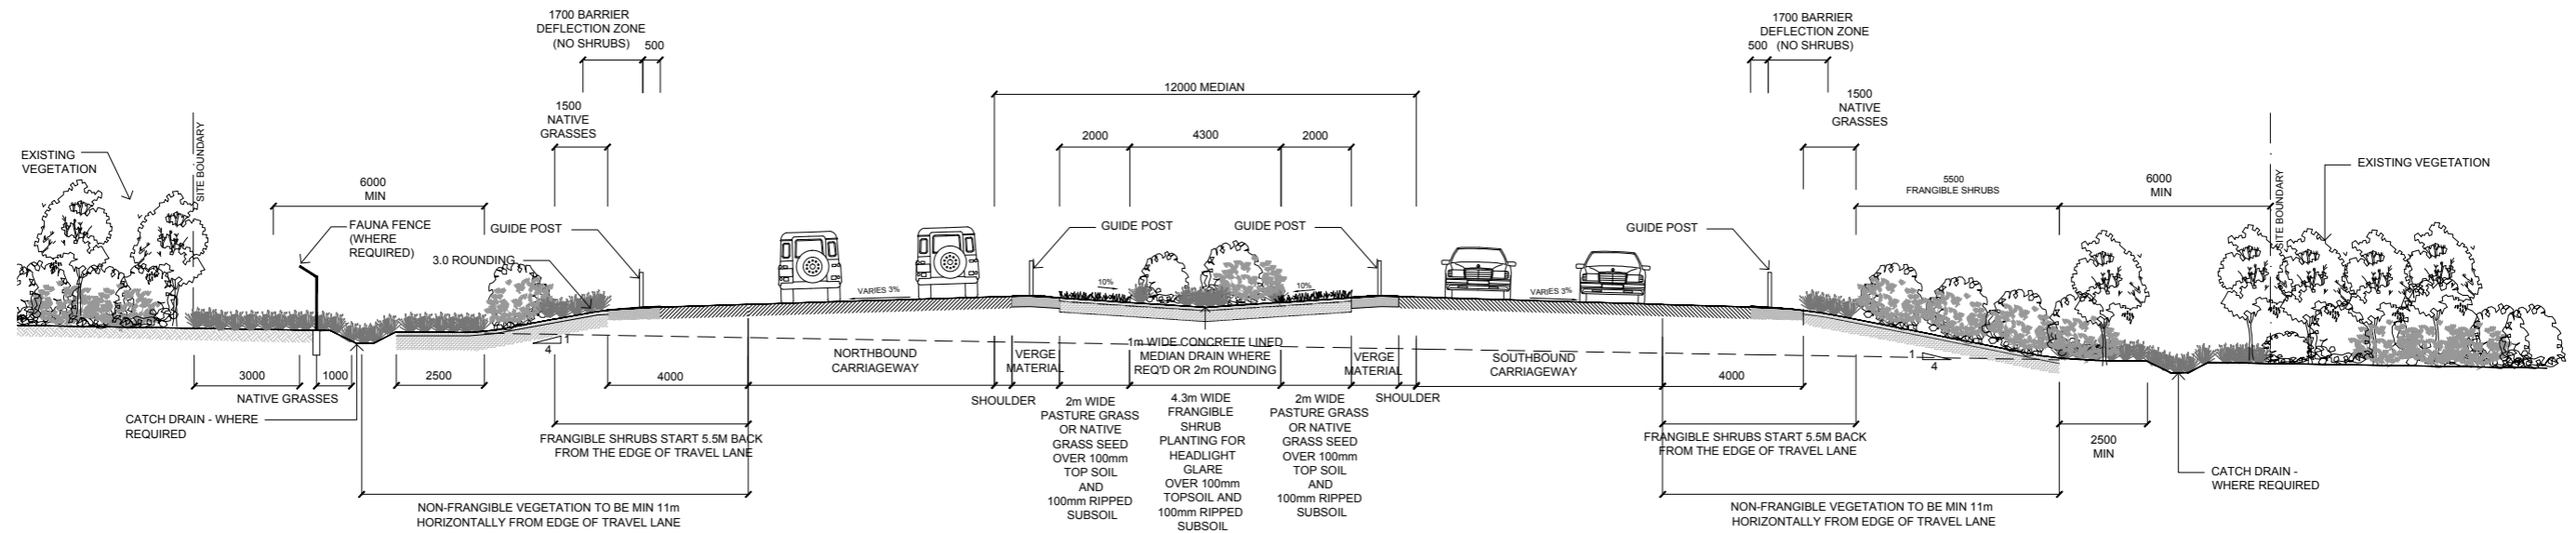 1700 BARRIER
DEFLECTION ZONE
(NO SHRUBS)
500
1700 BARRIER
DEFLECTION ZONE
500
(NO SHRUBS)
12000 MEDIAN
1500
NATIVE
GRASSES
2000
4300
2000
1500
NATIVE
GRASSES
EXISTING
VEGETATION
SITE BOUNDARY
6000
MIN
FAUNA FENCE
(WHERE
REQUIRED)
GUIDE POST
3.0 ROUNDING
GUIDE POST
GUIDE POST
GUIDE POST
5500
FRANGIBLE SHRUBS
6000
MIN
SITE BOUNDARY
EXISTING VEGETATION
VARIES 3%
10%
10%
VARIES 3%
1
4
1
4
3000
1000
NATIVE GRASSES
2500
4000
NORTHBOUND
CARRIAGEWAY
SHOULDER
VERGE
MATERIAL
1m WIDE CONCRETE LINED
MEDIAN DRAIN WHERE
REQ'D OR 2m ROUNDING
VERGE
MATERIAL
SHOULDER
SOUTHBOUND
CARRIAGEWAY
4000
CATCH DRAIN - WHERE
REQUIRED
FRANGIBLE SHRUBS START 5.5M BACK
FROM THE EDGE OF TRAVEL LANE
2m WIDE
PASTURE GRASS
OR NATIVE
GRASS SEED
OVER 100mm
TOP SOIL
AND
100mm RIPPED
SUBSOIL
4.3m WIDE
FRANGIBLE
SHRUB
PLANTING FOR
HEADLIGHT
GLARE
OVER 100mm
TOPSOIL AND
100mm RIPPED
SUBSOIL
2m WIDE
PASTURE GRASS
OR NATIVE
GRASS SEED
OVER 100mm
TOP SOIL
AND
100mm RIPPED
SUBSOIL
FRANGIBLE SHRUBS START 5.5M BACK
FROM THE EDGE OF TRAVEL LANE
2500
MIN
CATCH DRAIN -
WHERE REQUIRED
NON-FRANGIBLE VEGETATION TO BE MIN 11m
HORIZONTALLY FROM EDGE OF TRAVEL LANE
NON-FRANGIBLE VEGETATION TO BE MIN 11m
HORIZONTALLY FROM EDGE OF TRAVEL LANE